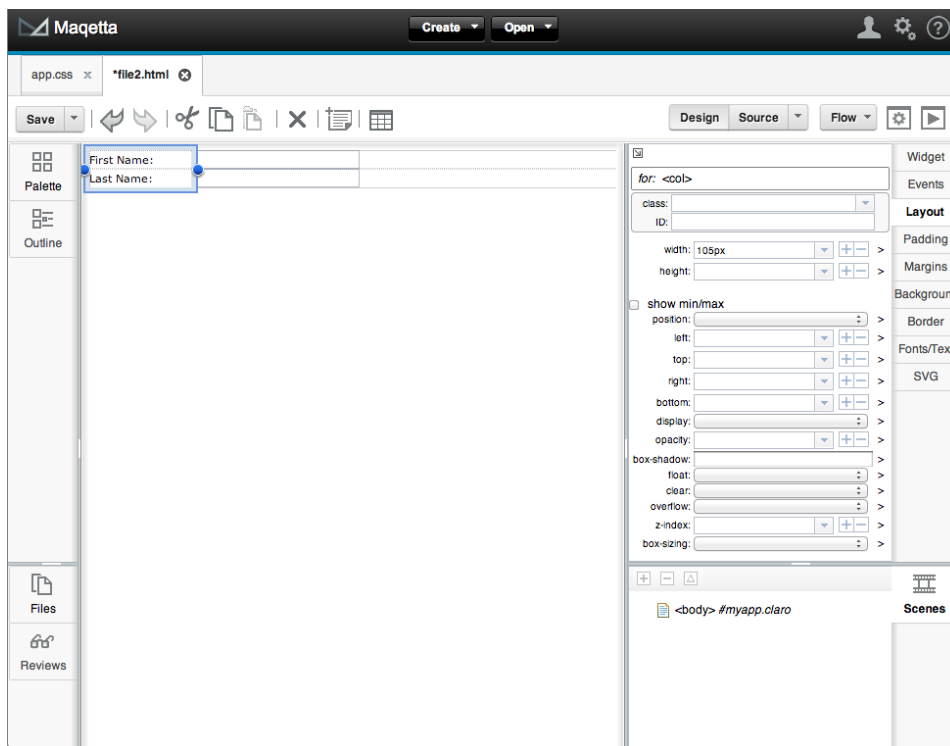 Maqetta
Create
Open
app.css x
*file2.html
Save
Design
Source
Flow
Palette
Outline
First Name:
Last Name:
for: <col>
class:
ID:
width: 105px >
height: >
show min/max
position: >
left: >
top: >
right: >
bottom: >
display: >
opacity: >
box-shadow: >
float: >
clear: >
overflow: >
z-index: >
box-sizing: >
Widget
Events
Layout
Padding
Margins
Backgroun
Border
Fonts/Tex
SVG
Files
Reviews
<body> #myapp.claro
Scenes